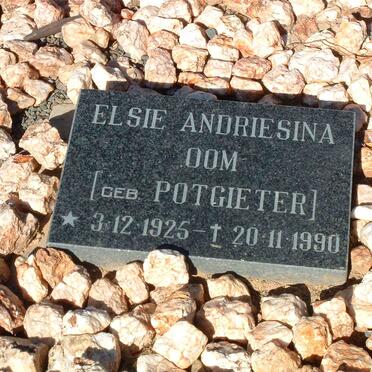 ELSIE ANDRIESINA
OOM
[GEB. POTGIETER]
★ 3·12·1925 - † 20·11·1990